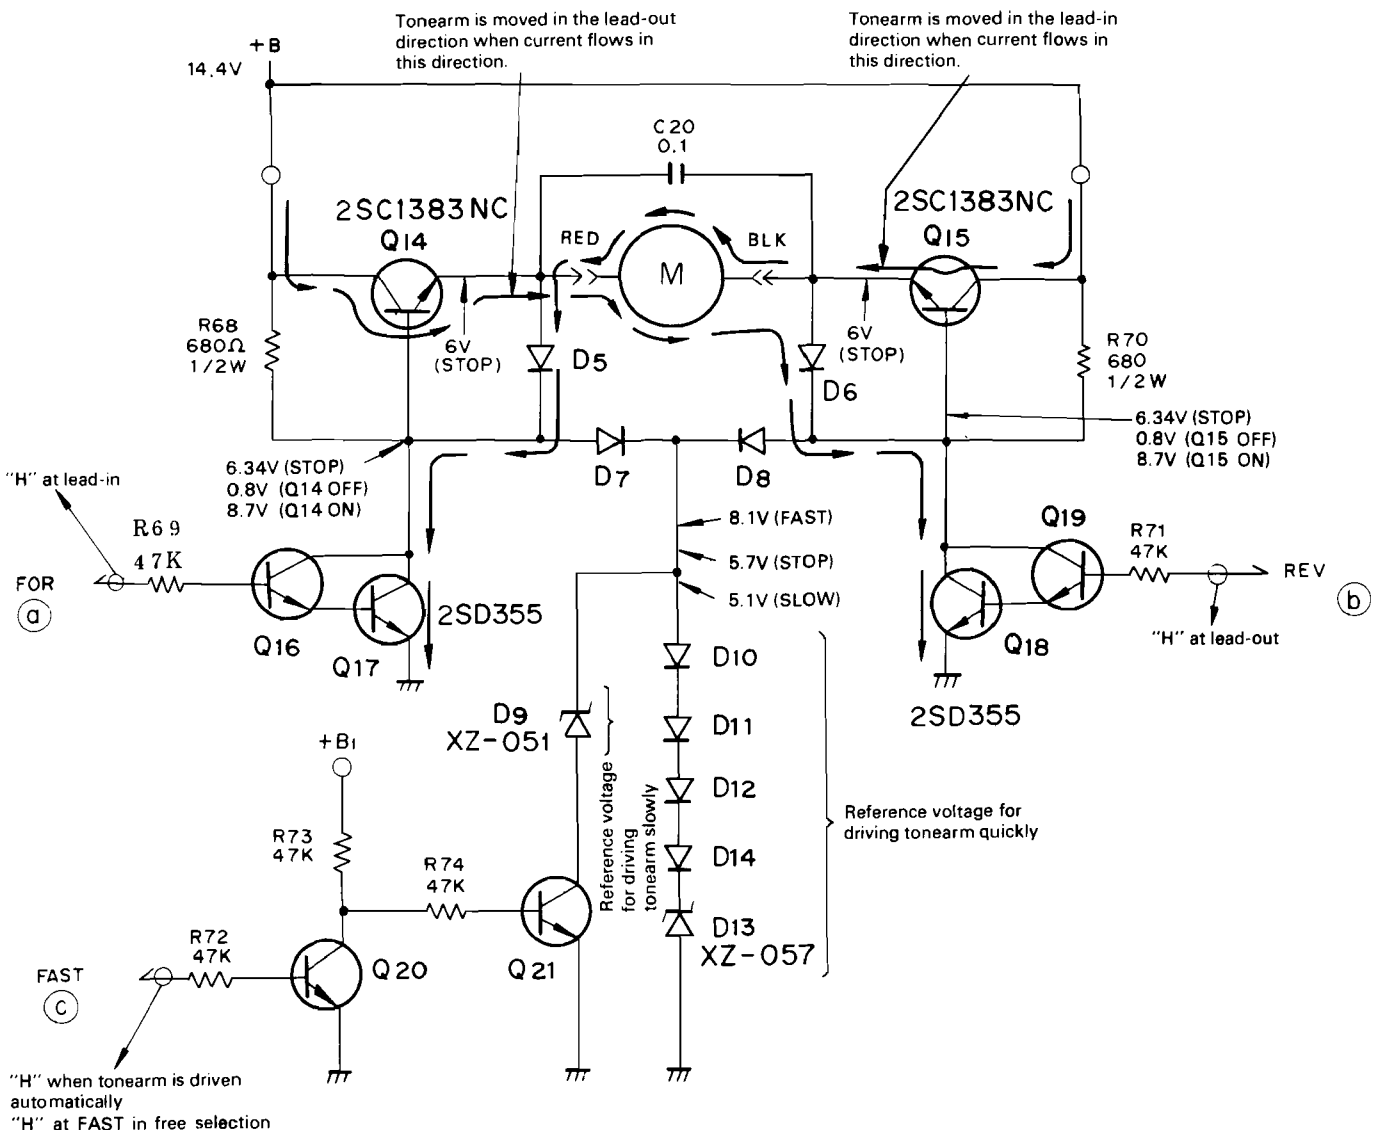 Tonearm is moved in the lead-out
direction when current flows in
this direction.
Tonearm is moved in the lead-in
direction when current flows in
this direction.
+B
14.4V
C20
0.1
2SC1383NC
Q14
RED
M
BLK
2SC1383NC
Q15
R68
680Ω
1/2W
6V
(STOP)
D5
6V
(STOP)
D6
R70
680
1/2W
6.34V (STOP)
0.8V (Q14 OFF)
8.7V (Q14 ON)
D7
D8
6.34V (STOP)
0.8V (Q15 OFF)
8.7V (Q15 ON)
"H" at lead-in
R69
47K
FOR
a
Q16
Q17
2SD355
8.1V (FAST)
5.7V (STOP)
5.1V (SLOW)
Q19
R71
47K
REV
b
Q18
"H" at lead-out
2SD355
D10
D11
D12
D14
D13
XZ-057
D9
XZ-051
Reference voltage
for driving
tonearm slowly
Reference voltage for
driving tonearm quickly
+B1
R73
47K
R74
47K
R72
47K
FAST
c
Q20
Q21
"H" when tonearm is driven
automatically
"H" at FAST in free selection